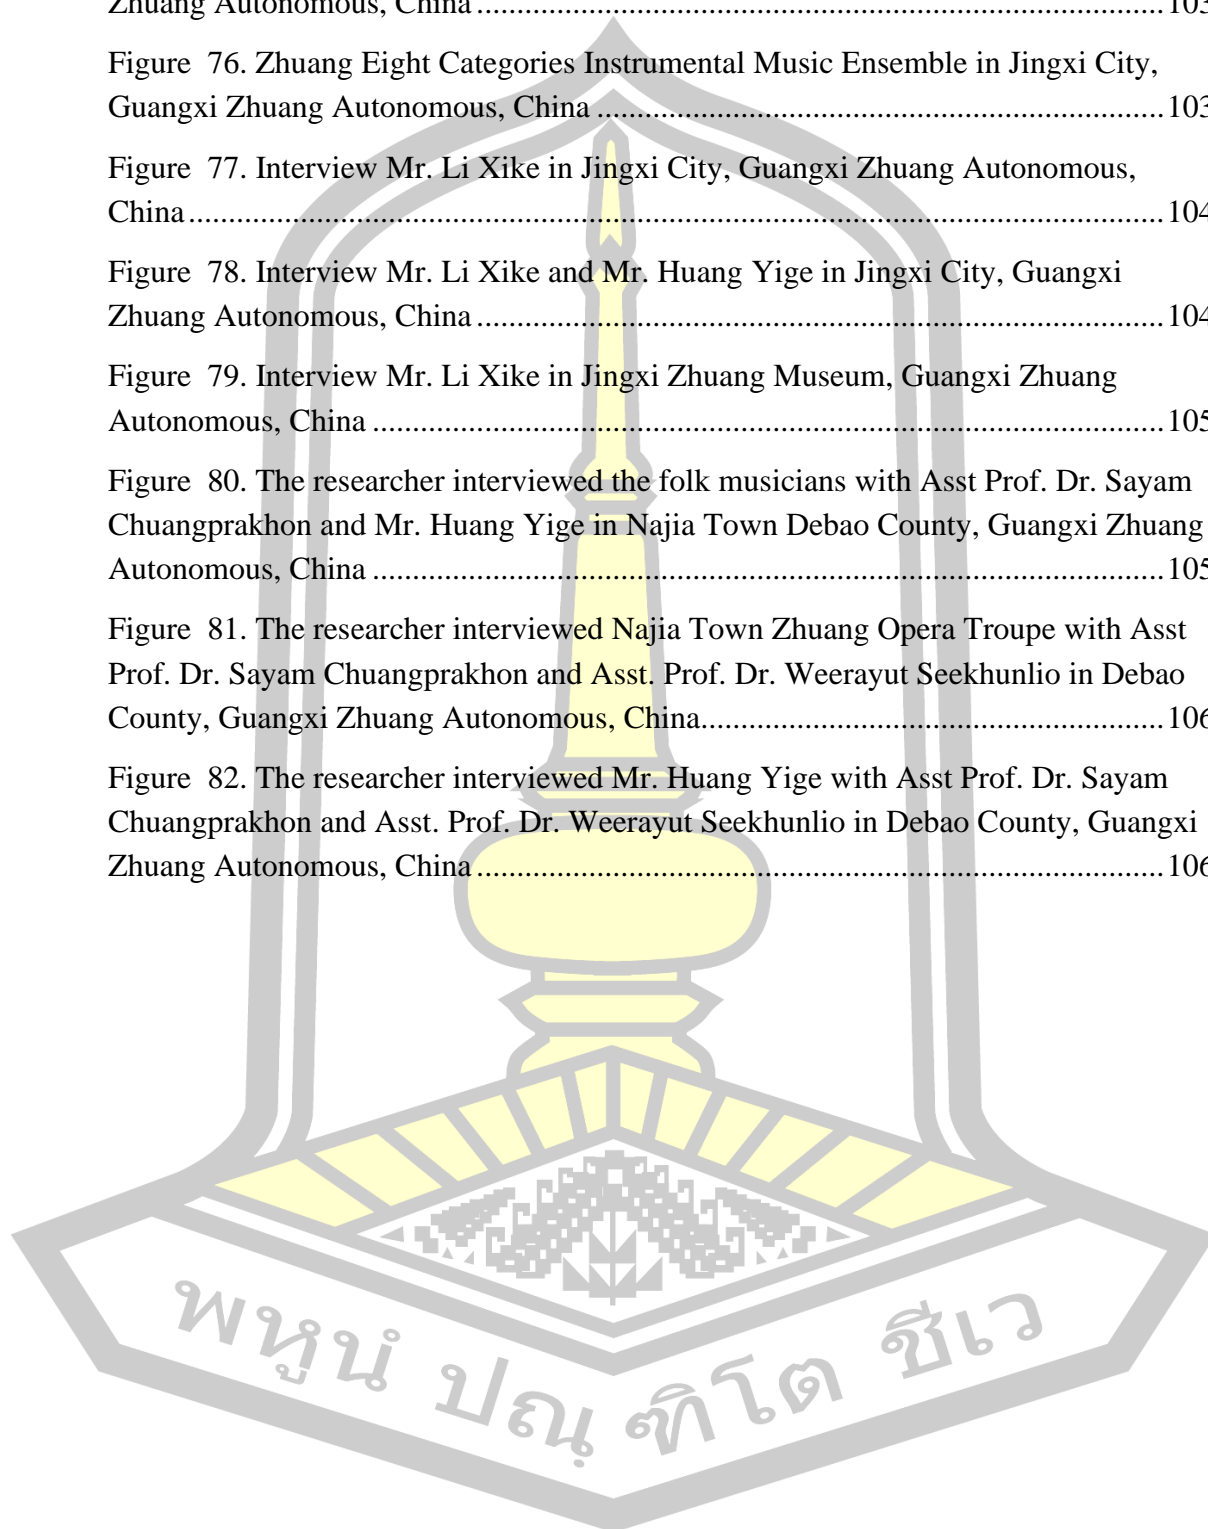 Zhuang Autonomous, China ........ 103
Figure 76. Zhuang Eight Categories Instrumental Music Ensemble in Jingxi City,
Guangxi Zhuang Autonomous, China ........ 103
Figure 77. Interview Mr. Li Xike in Jingxi City, Guangxi Zhuang Autonomous,
China ........ 104
Figure 78. Interview Mr. Li Xike and Mr. Huang Yige in Jingxi City, Guangxi
Zhuang Autonomous, China ........ 104
Figure 79. Interview Mr. Li Xike in Jingxi Zhuang Museum, Guangxi Zhuang
Autonomous, China ........ 105
Figure 80. The researcher interviewed the folk musicians with Asst Prof. Dr. Sayam
Chuangprakhon and Mr. Huang Yige in Najia Town Debao County, Guangxi Zhuang
Autonomous, China ........ 105
Figure 81. The researcher interviewed Najia Town Zhuang Opera Troupe with Asst
Prof. Dr. Sayam Chuangprakhon and Asst. Prof. Dr. Weerayut Seekhunlio in Debao
County, Guangxi Zhuang Autonomous, China ........ 106
Figure 82. The researcher interviewed Mr. Huang Yige with Asst Prof. Dr. Sayam
Chuangprakhon and Asst. Prof. Dr. Weerayut Seekhunlio in Debao County, Guangxi
Zhuang Autonomous, China ........ 106
พหูนํ ปณฺฑิโต ชีเว